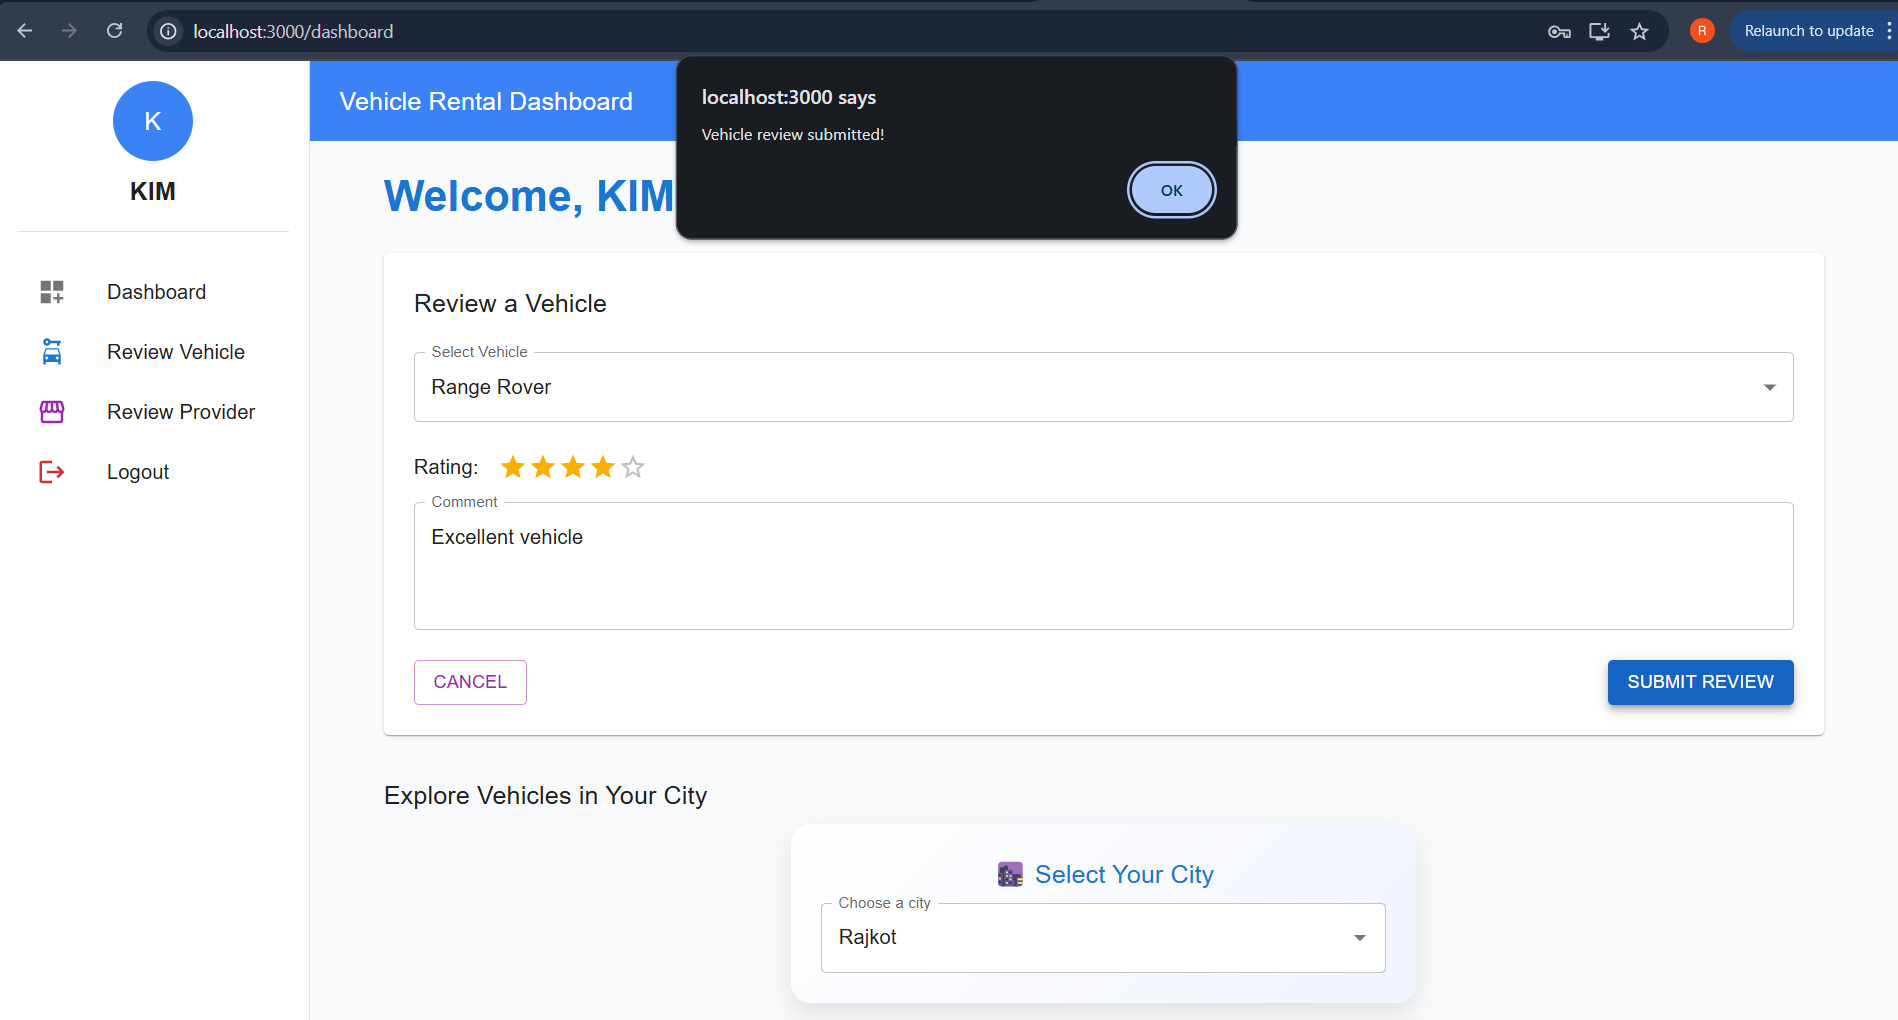 localhost:3000/dashboard
R
Relaunch to update
K
KIM
Dashboard
Review Vehicle
Review Provider
Logout
Vehicle Rental Dashboard
localhost:3000 says
Vehicle review submitted!
OK
Welcome, KIM
Review a Vehicle
Select Vehicle
Range Rover
Rating:
Comment
Excellent vehicle
CANCEL
SUBMIT REVIEW
Explore Vehicles in Your City
Select Your City
Choose a city
Rajkot